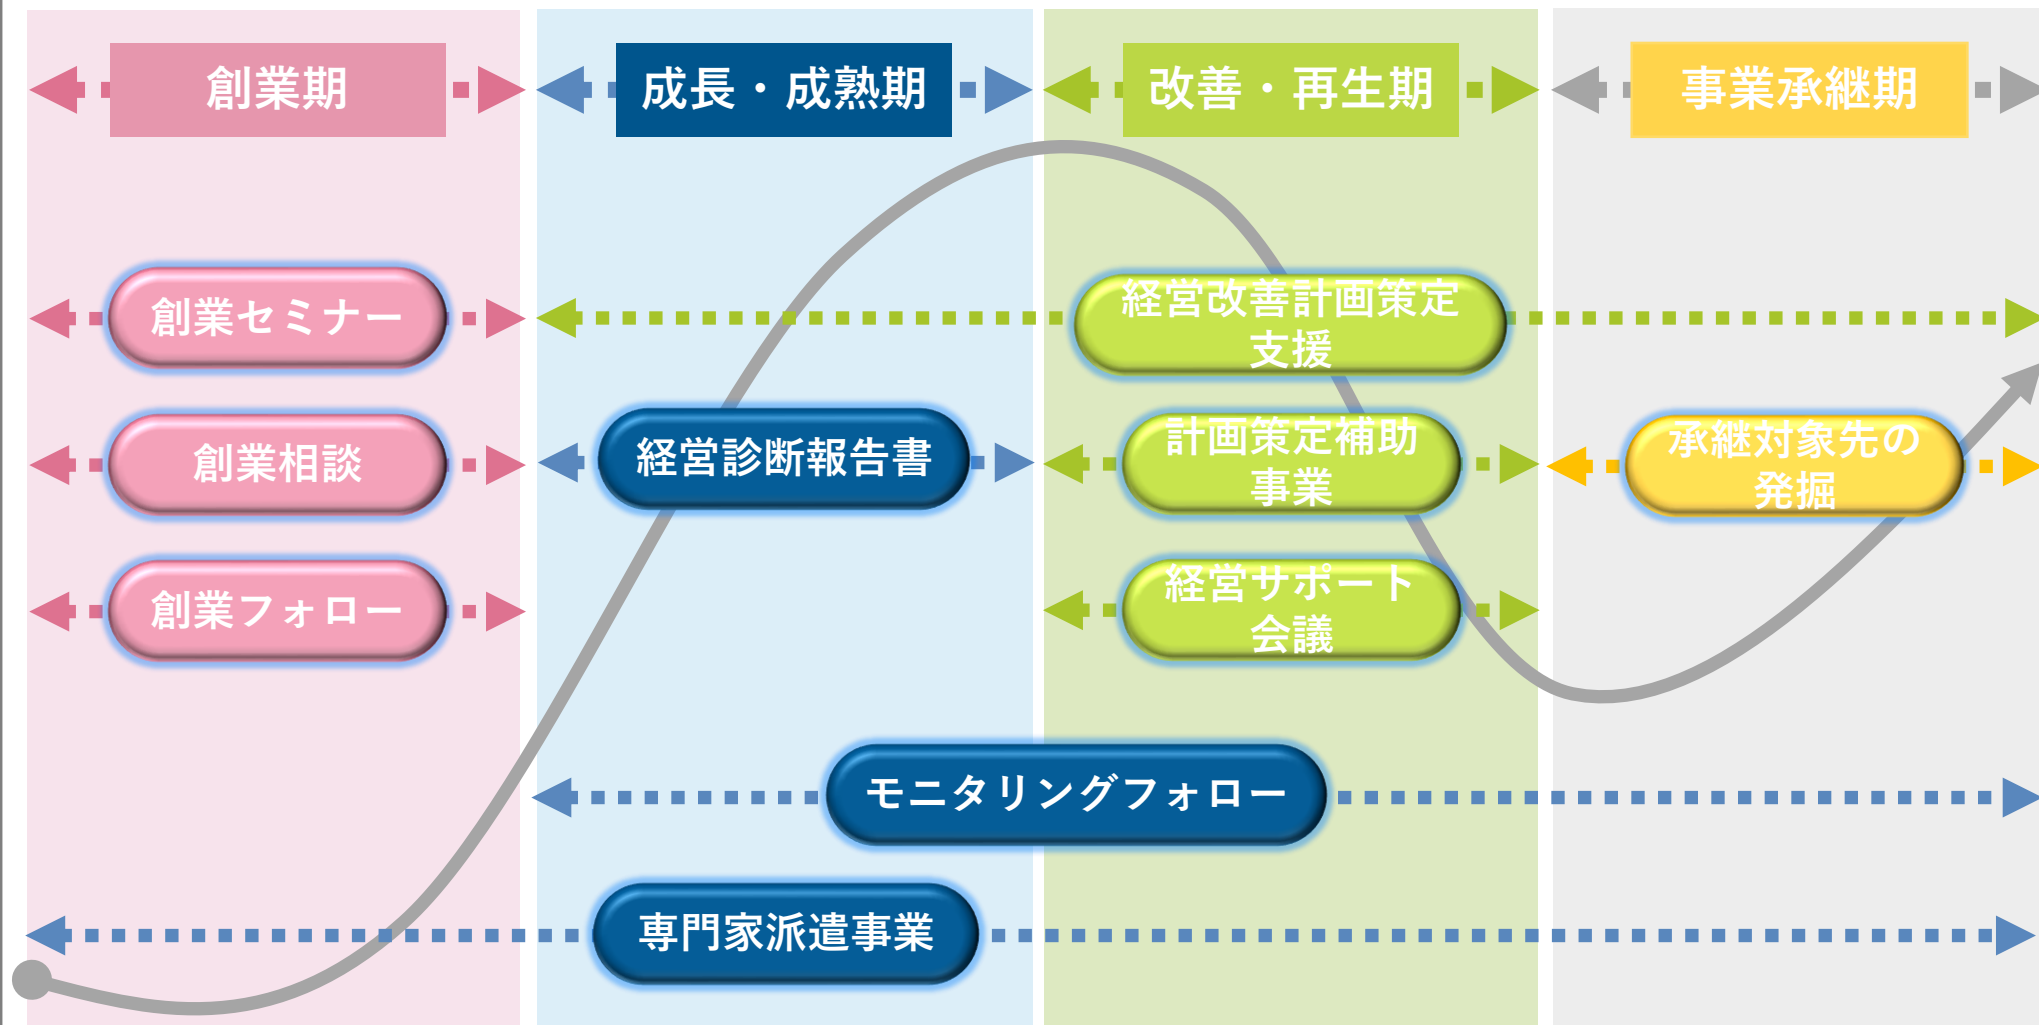 創業期
成長・成熟期
改善・再生期
事業承継期
創業セミナー
経営改善計画策定
支援
創業相談
経営診断報告書
計画策定補助
事業
承継対象先の
発掘
創業フォロー
経営サポート
会議
モニタリングフォロー
専門家派遣事業